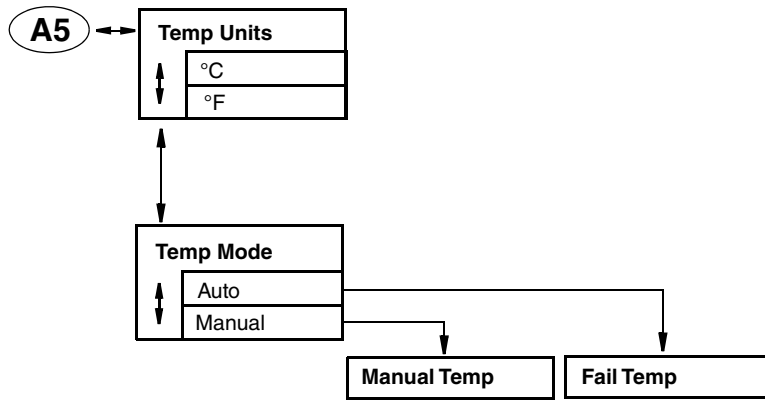 A5
Temp Units
°C
°F
Temp Mode
Auto
Manual
Manual Temp
Fail Temp